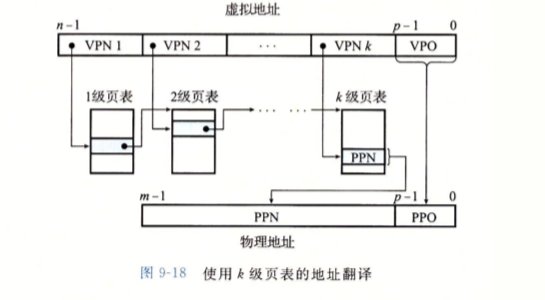 虚拟地址
n-1 p-1 0
VPN 1 VPN 2 ··· VPN k VPO
1级页表 2级页表 ··· ··· k级页表
PPN
m-1 p-1 0
PPN PPO
物理地址
图 9-18 使用 k 级页表的地址翻译